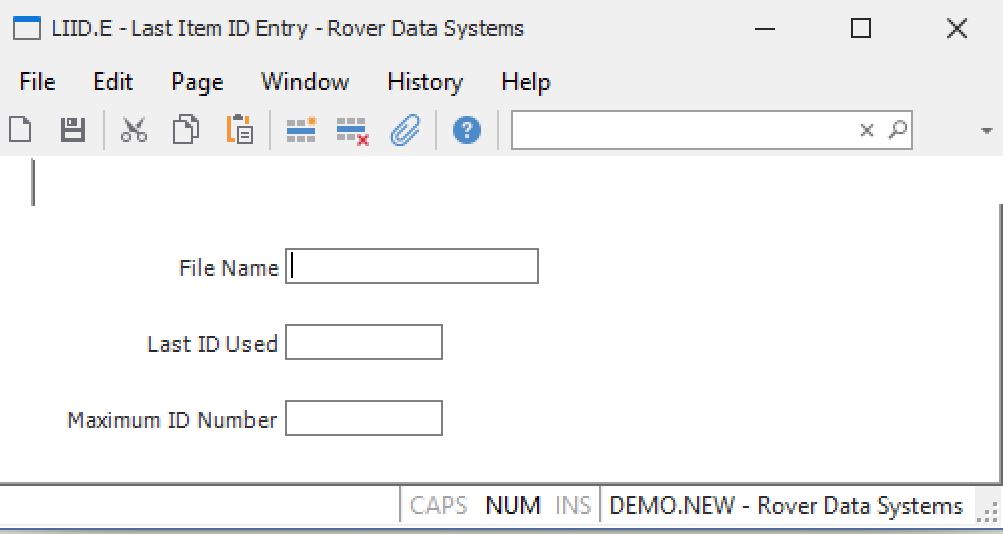 LIID.E - Last Item ID Entry - Rover Data Systems
File Edit Page Window History Help
?
File Name
Last ID Used
Maximum ID Number
CAPS NUM INS DEMO.NEW - Rover Data Systems